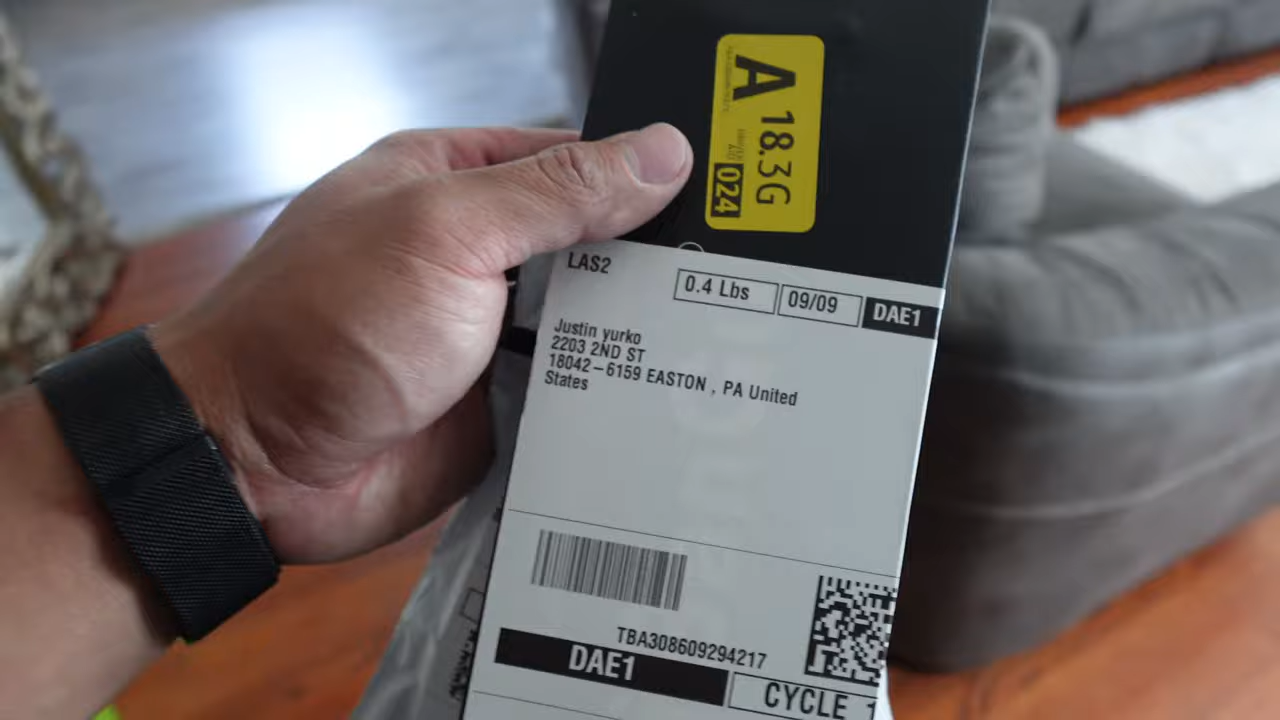 A 18.3G
024
LAS2
0.4 Lbs 09/09 DAE1
Justin yurko
2203 2ND ST
18042-6159 EASTON , PA United
States
TBA308609294217
DAE1
CYCLE 1